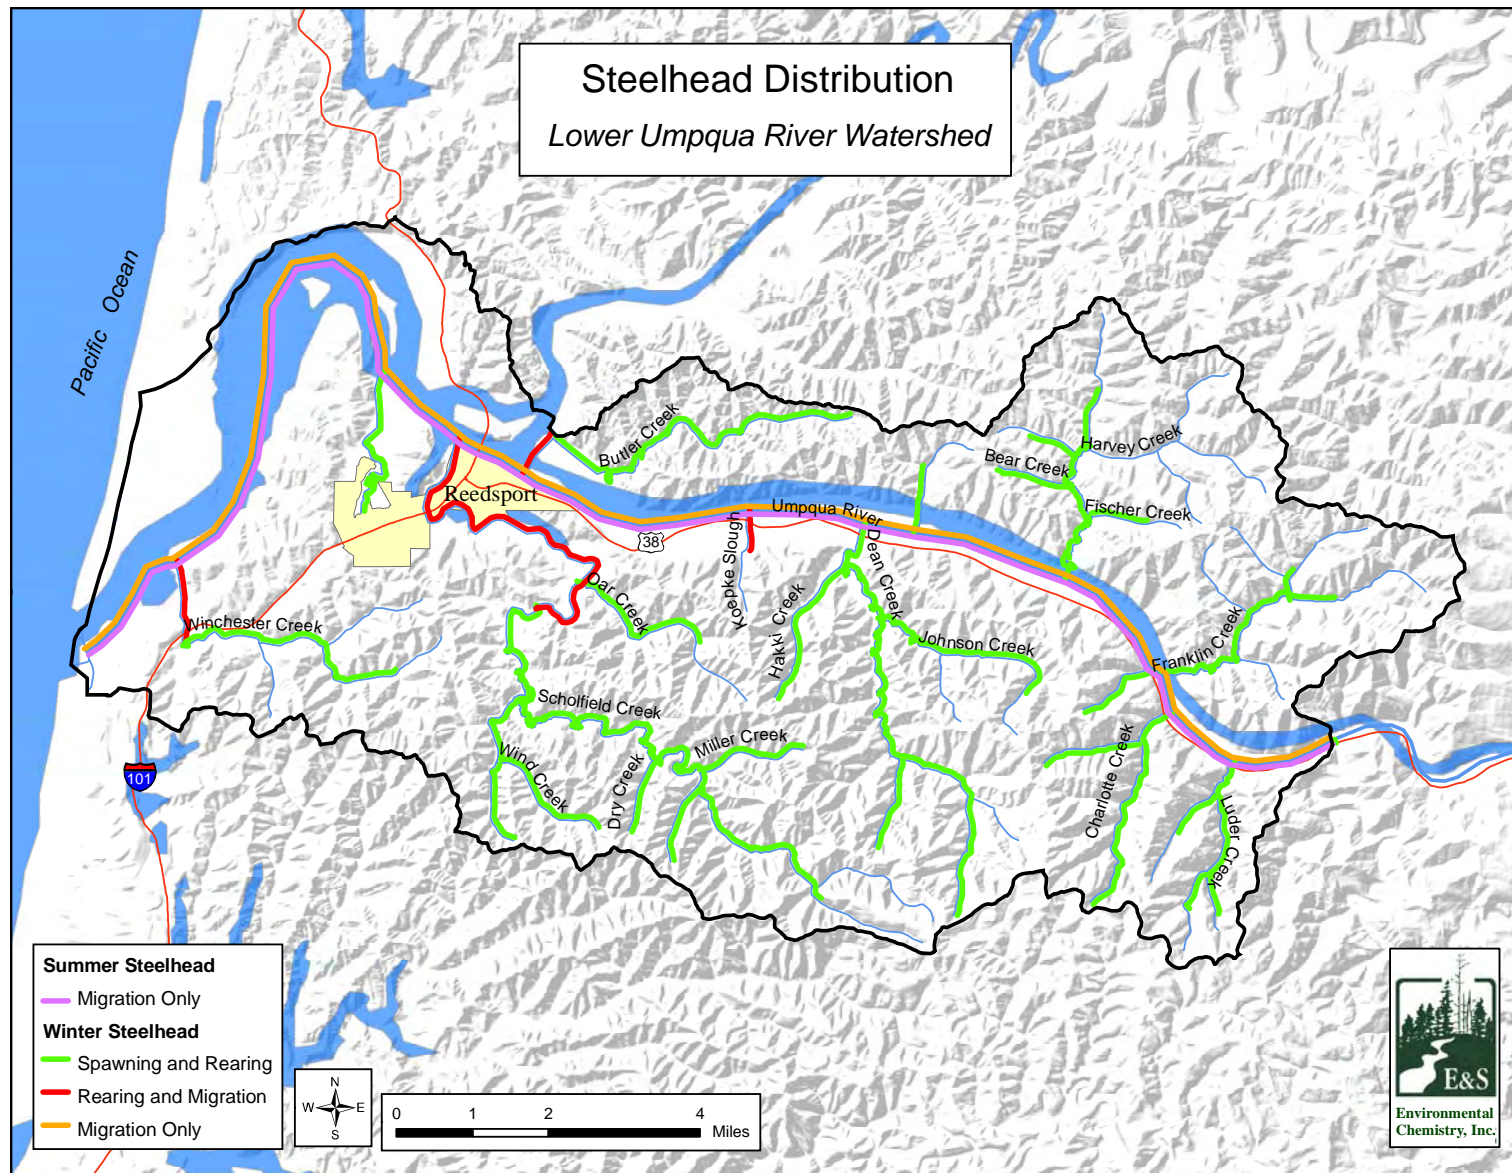 Steelhead Distribution
Lower Umpqua River Watershed
Pacific Ocean
Butler Creek
Harvey Creek
Bear Creek
Reedsport
Umpqua River
Fischer Creek
38
Koepke Slough
Dean Creek
Oar Creek
Hakki Creek
Winchester Creek
Johnson Creek
Franklin Creek
Scholfield Creek
Miller Creek
Wind Creek
Dry Creek
Charlotte Creek
Luder Creek
101
Summer Steelhead
Migration Only
Winter Steelhead
Spawning and Rearing
Rearing and Migration
Migration Only
N
W E
S
0 1 2 4
Miles
E&S
Environmental
Chemistry, Inc.